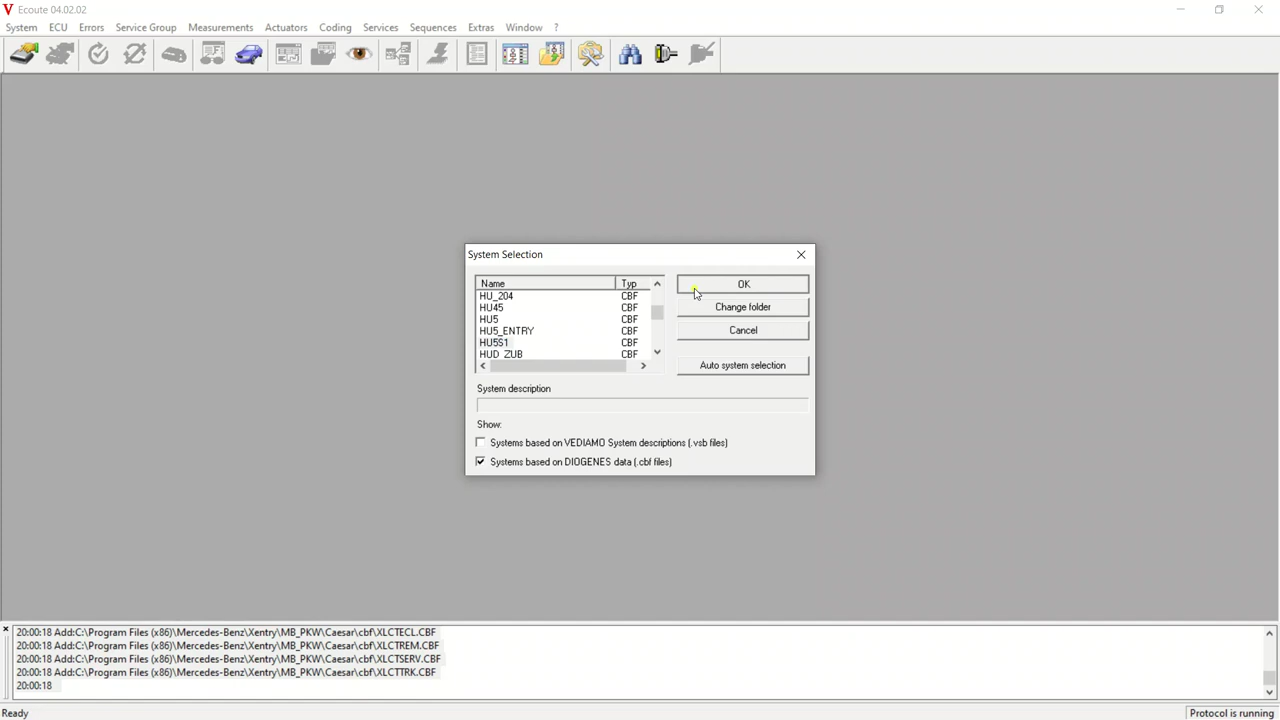 Ecoute 04.02.02
System ECU Errors Service Group Measurements Actuators Coding Services Sequences Extras Window ?
System Selection
Name Typ
HU_204 CBF
HU45 CBF
HU5 CBF
HU5_ENTRY CBF
HU5S1 CBF
HUD_ZUB CBF
OK
Change folder
Cancel
Auto system selection
System description
Show:
Systems based on VEDIAMO System descriptions (.vsb files)
Systems based on DIOGENES data (.cbf files)
20:00:18 Add:C:\Program Files (x86)\Mercedes-Benz\Xentry\MB_PKW\Caesar\cbf\XLCTECL.CBF
20:00:18 Add:C:\Program Files (x86)\Mercedes-Benz\Xentry\MB_PKW\Caesar\cbf\XLCTREM.CBF
20:00:18 Add:C:\Program Files (x86)\Mercedes-Benz\Xentry\MB_PKW\Caesar\cbf\XLCTSERV.CBF
20:00:18 Add:C:\Program Files (x86)\Mercedes-Benz\Xentry\MB_PKW\Caesar\cbf\XLCTTRK.CBF
20:00:18
Ready Protocol is running